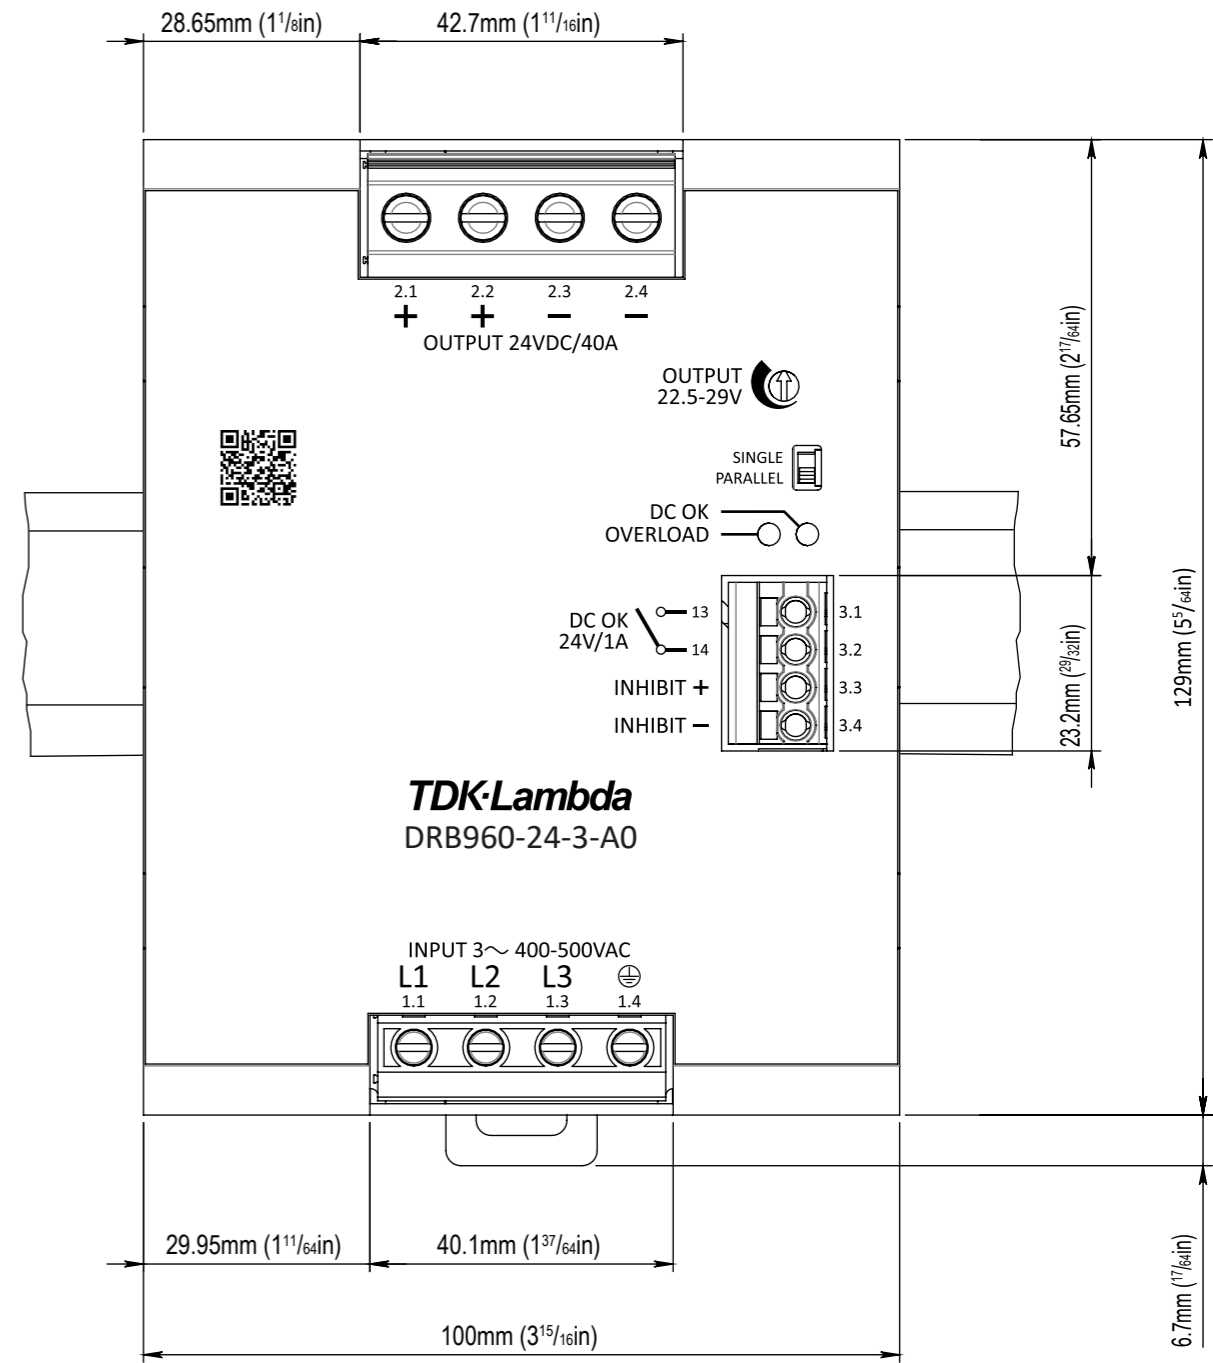 28.65mm (1 1/8in)
42.7mm (1 11/16in)
2.1 2.2 2.3 2.4
+ + − −
OUTPUT 24VDC/40A
OUTPUT
22.5-29V
57.65mm (2 17/64in)
SINGLE
PARALLEL
DC OK
OVERLOAD
DC OK
24V/1A
13
14
3.1
3.2
INHIBIT + 3.3
INHIBIT − 3.4
23.2mm (29/32in)
129mm (5 5/64in)
TDK·Lambda
DRB960-24-3-A0
INPUT 3~ 400-500VAC
L1 L2 L3 ⏚
1.1 1.2 1.3 1.4
29.95mm (1 11/64in)
40.1mm (1 37/64in)
6.7mm (17/64in)
100mm (3 15/16in)